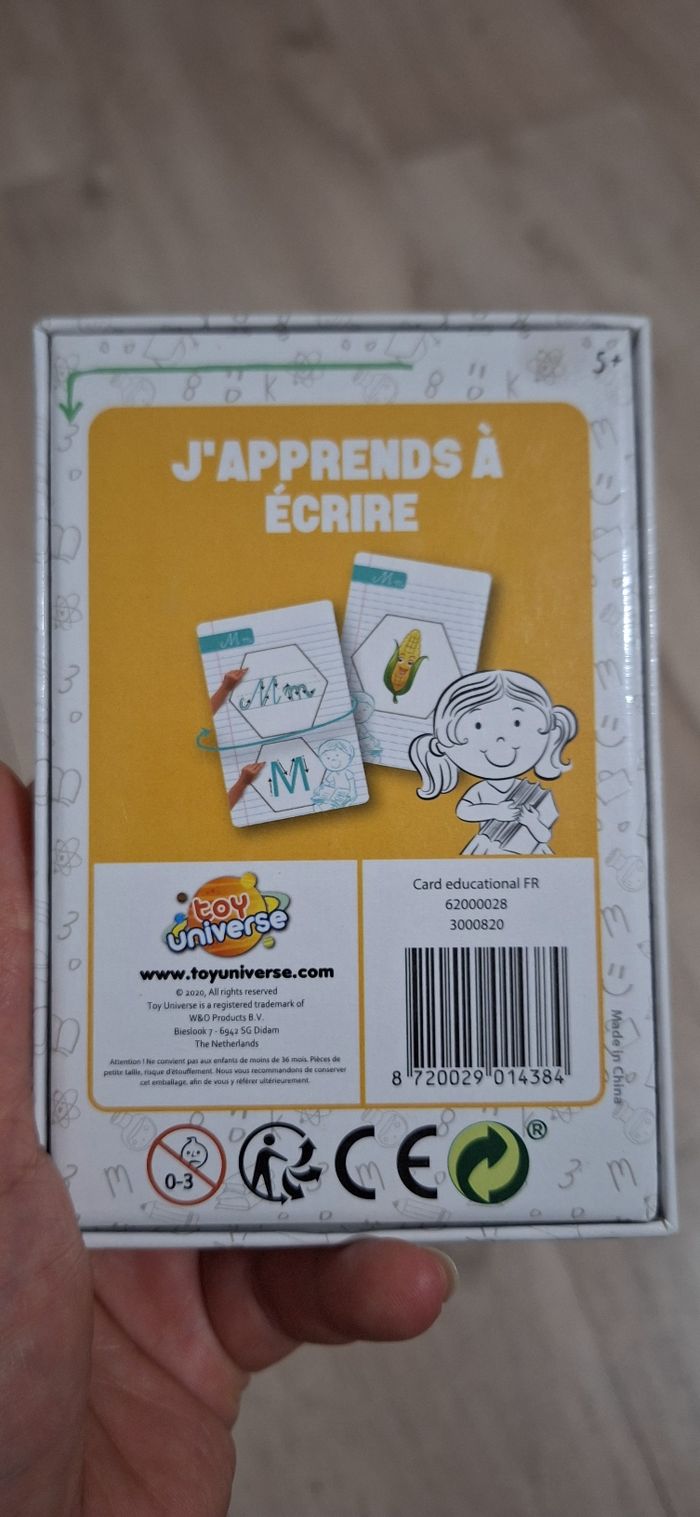 5+
J'APPRENDS À
ÉCRIRE
Mm
Mm
Mm
M
toy
universe
www.toyuniverse.com
© 2020, All rights reserved
Toy Universe is a registered trademark of
W&O Products B.V.
Bieslook 7 - 6942 SG Didam
The Netherlands
Attention ! Ne convient pas aux enfants de moins de 36 mois. Pièces de
petite taille, risque d'étouffement. Nous vous recommandons de conserver
cet emballage, afin de vous y référer ultérieurement.
Card educational FR
62000028
3000820
8 720029 014384
Made in China
0-3
CE
®